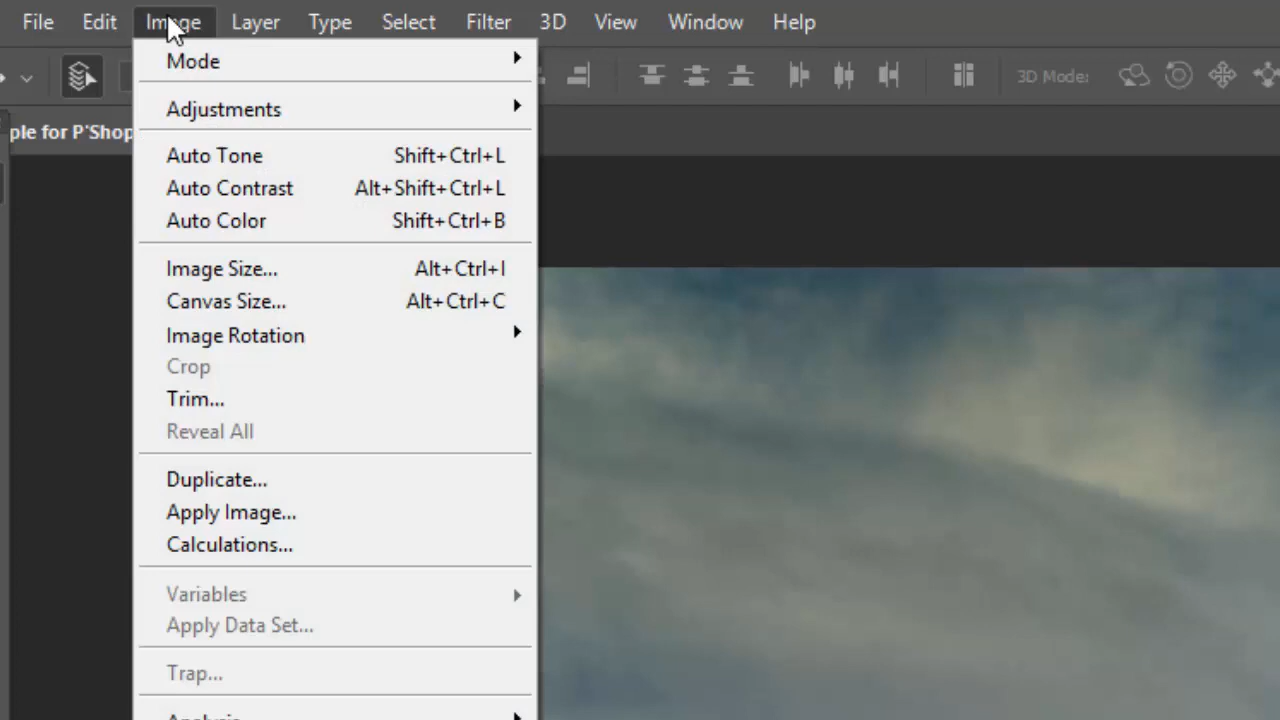 File Edit Image Layer Type Select Filter 3D View Window Help
3D Mode:
ple for P'Shop
Mode
Adjustments
Auto Tone Shift+Ctrl+L
Auto Contrast Alt+Shift+Ctrl+L
Auto Color Shift+Ctrl+B
Image Size... Alt+Ctrl+I
Canvas Size... Alt+Ctrl+C
Image Rotation
Crop
Trim...
Reveal All
Duplicate...
Apply Image...
Calculations...
Variables
Apply Data Set...
Trap...
Analysis